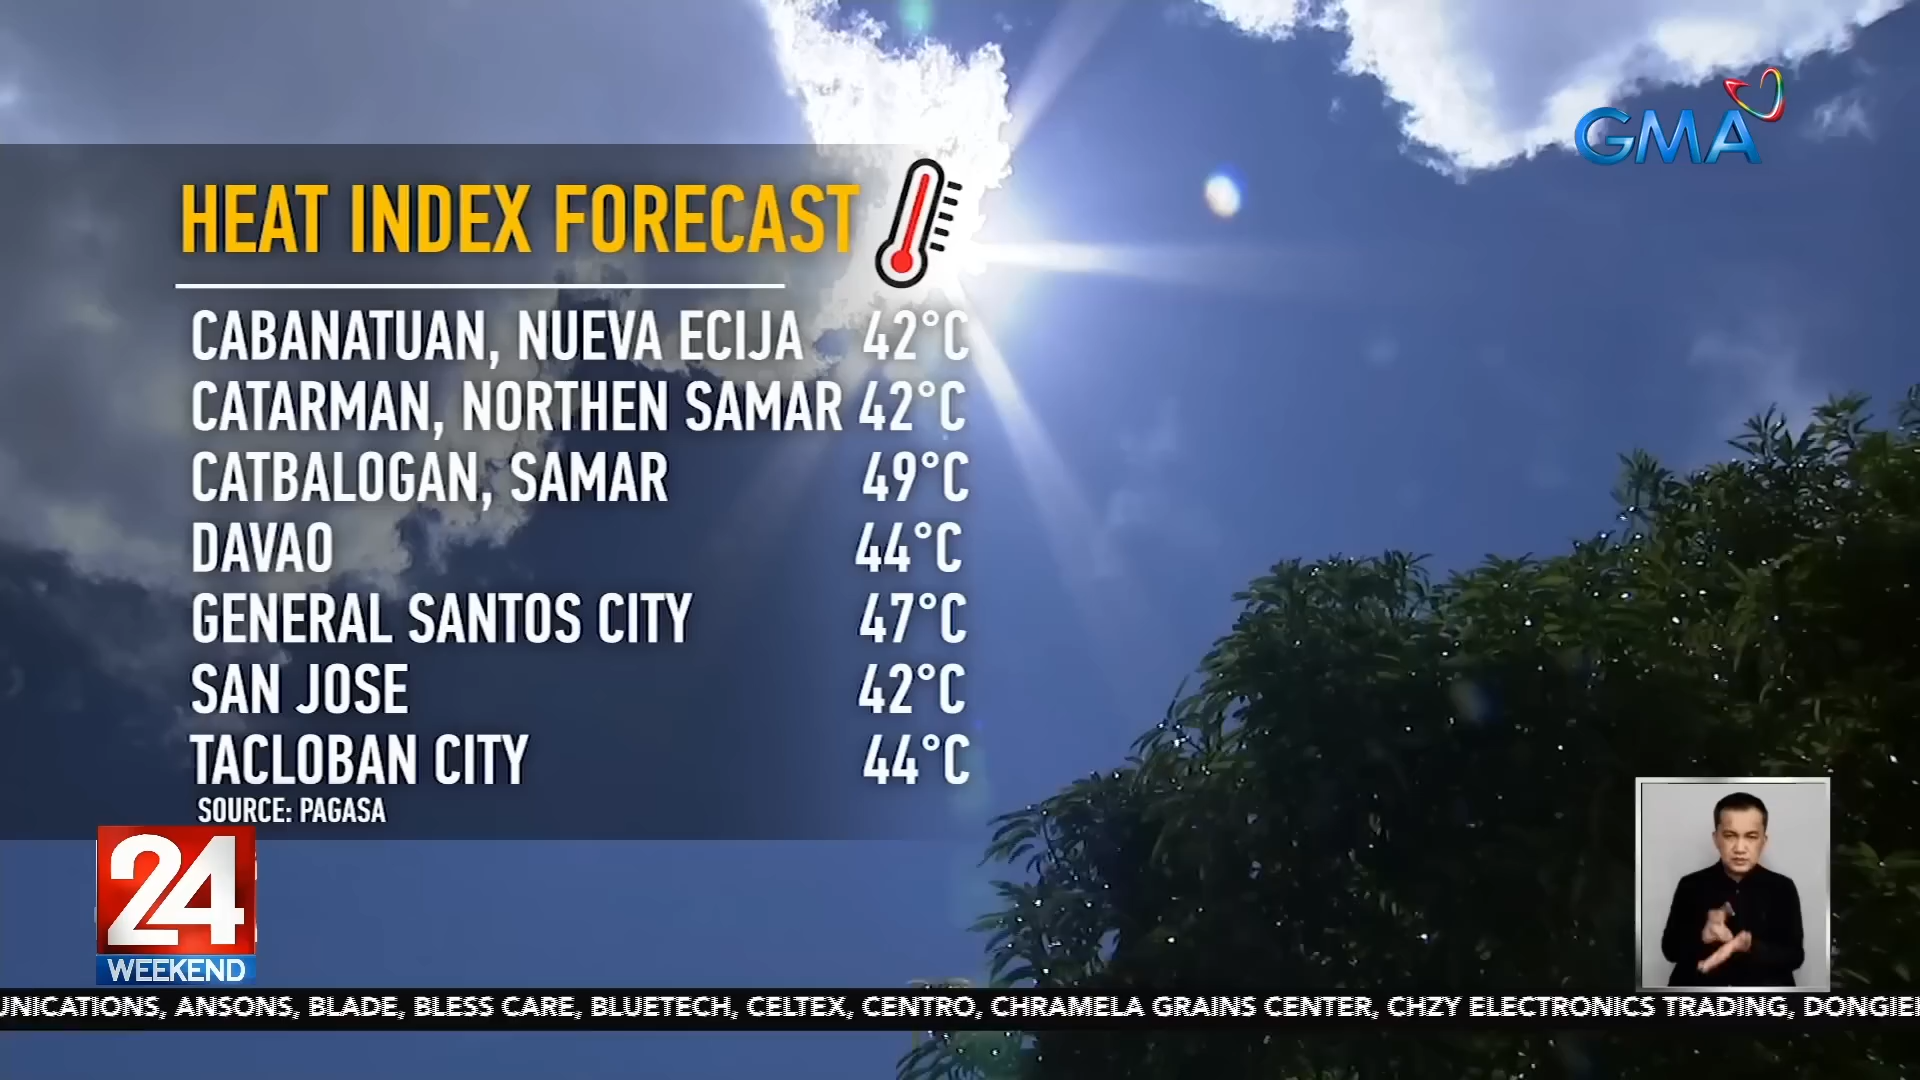 GMA
HEAT INDEX FORECAST
CABANATUAN, NUEVA ECIJA 42°C
CATARMAN, NORTHEN SAMAR 42°C
CATBALOGAN, SAMAR 49°C
DAVAO 44°C
GENERAL SANTOS CITY 47°C
SAN JOSE 42°C
TACLOBAN CITY 44°C
SOURCE: PAGASA
24
WEEKEND
ANSONS, BLADE, BLESS CARE, BLUETECH, CELTEX, CENTRO, CHRAMELA GRAINS CENTER, CHZY ELECTRONICS TRADING,